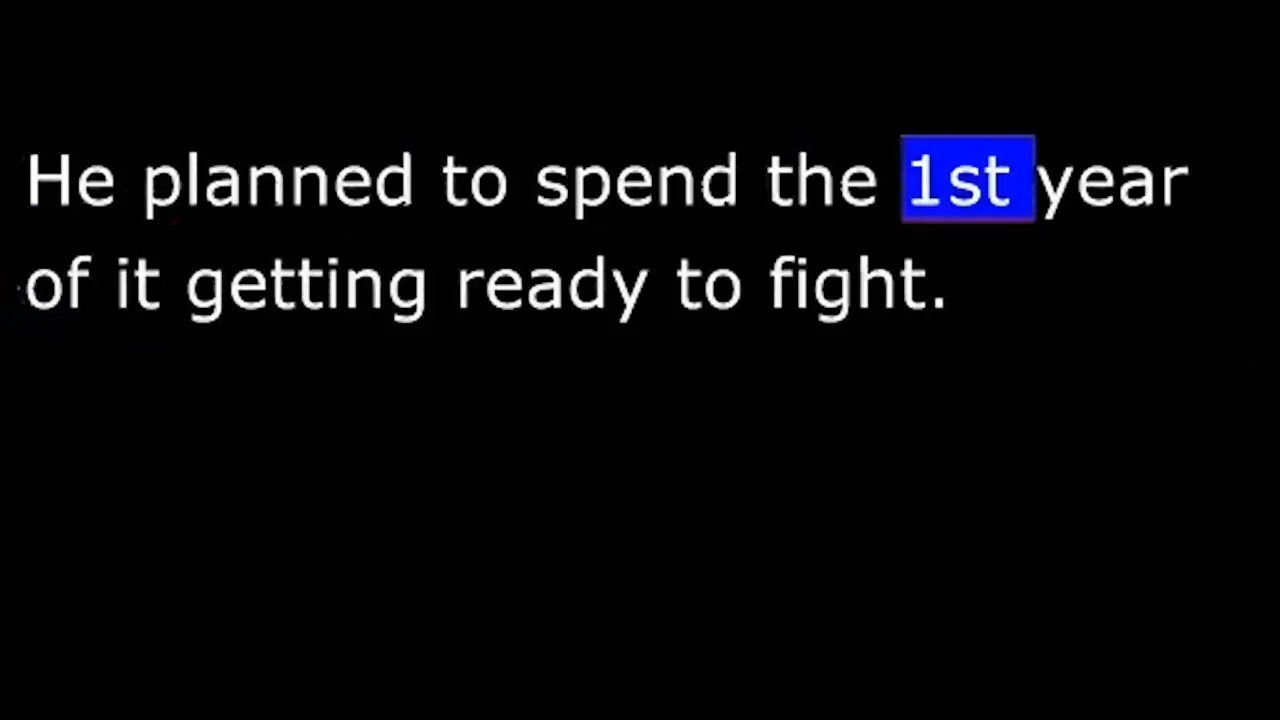 He planned to spend the 1st year
of it getting ready to fight.